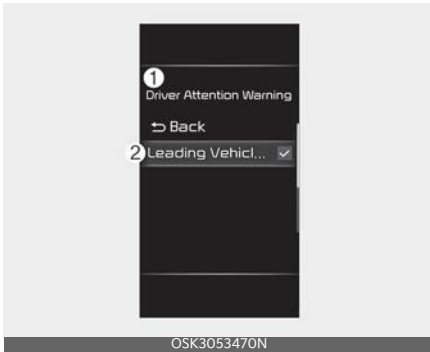 1
Driver Attention Warning
Back
2 Leading Vehicl...
OSK3053470N